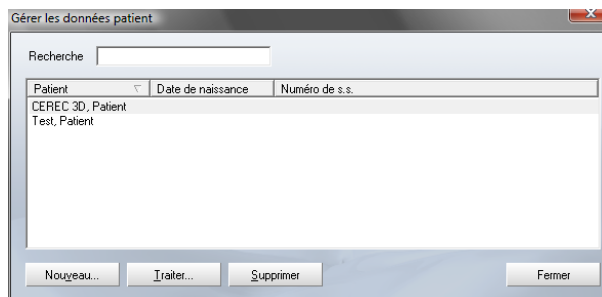 Gérer les données patient
Recherche
Patient Date de naissance Numéro de s.s.
CEREC 3D, Patient
Test, Patient
Nouveau... Traiter... Supprimer Fermer